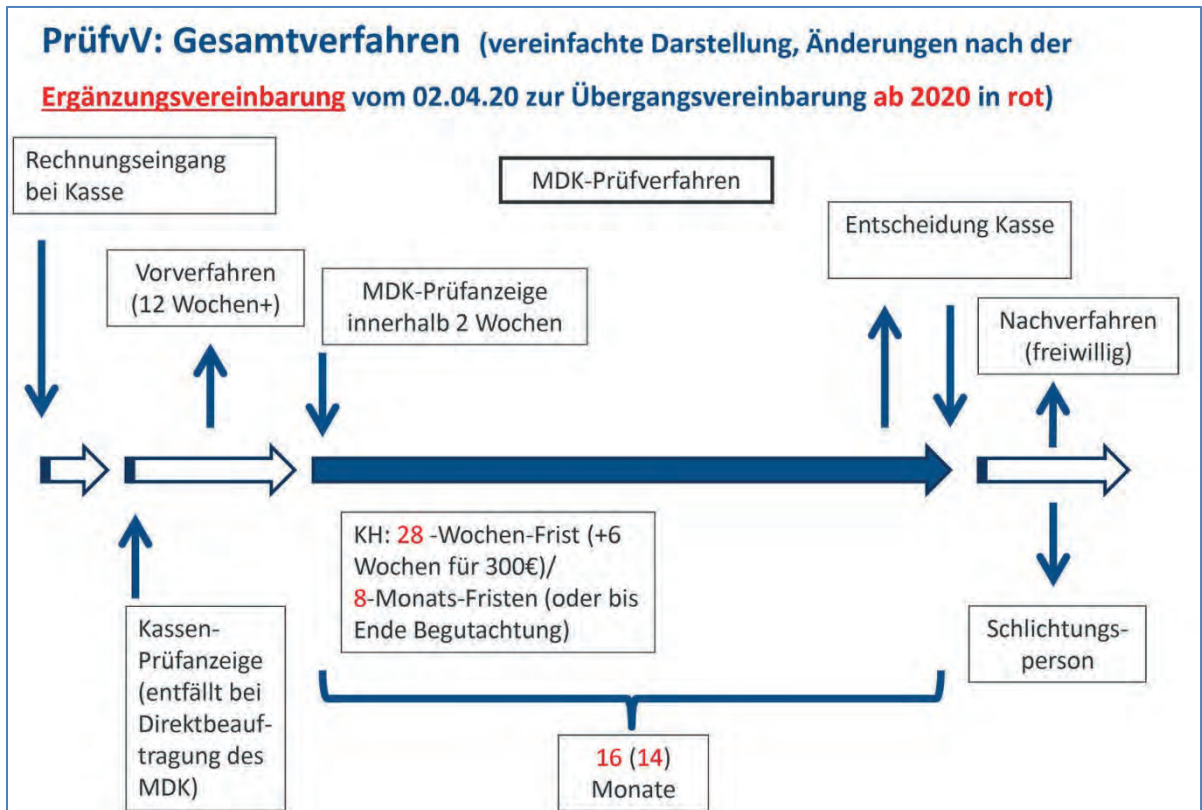 PrüfvV: Gesamtverfahren (vereinfachte Darstellung, Änderungen nach der
Ergänzungsvereinbarung vom 02.04.20 zur Übergangsvereinbarung ab 2020 in rot)
Rechnungseingang
bei Kasse
MDK-Prüfverfahren
Entscheidung Kasse
Vorverfahren
(12 Wochen+)
MDK-Prüfanzeige
innerhalb 2 Wochen
Nachverfahren
(freiwillig)
KH: 28 -Wochen-Frist (+6
Wochen für 300€)/
8-Monats-Fristen (oder bis
Ende Begutachtung)
Kassen-
Prüfanzeige
(entfällt bei
Direktbeauf-
tragung des
MDK)
Schlichtungs-
person
16 (14)
Monate